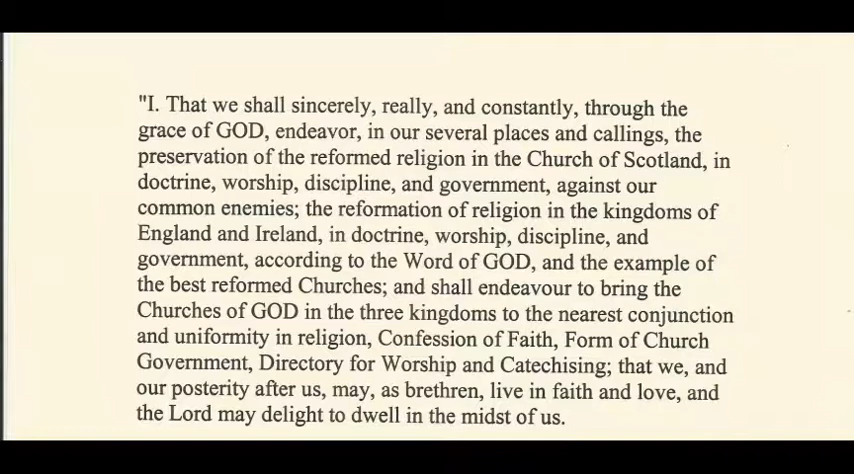 "I. That we shall sincerely, really, and constantly, through the
grace of GOD, endeavor, in our several places and callings, the
preservation of the reformed religion in the Church of Scotland, in
doctrine, worship, discipline, and government, against our
common enemies; the reformation of religion in the kingdoms of
England and Ireland, in doctrine, worship, discipline, and
government, according to the Word of GOD, and the example of
the best reformed Churches; and shall endeavour to bring the
Churches of GOD in the three kingdoms to the nearest conjunction
and uniformity in religion, Confession of Faith, Form of Church
Government, Directory for Worship and Catechising; that we, and
our posterity after us, may, as brethren, live in faith and love, and
the Lord may delight to dwell in the midst of us.